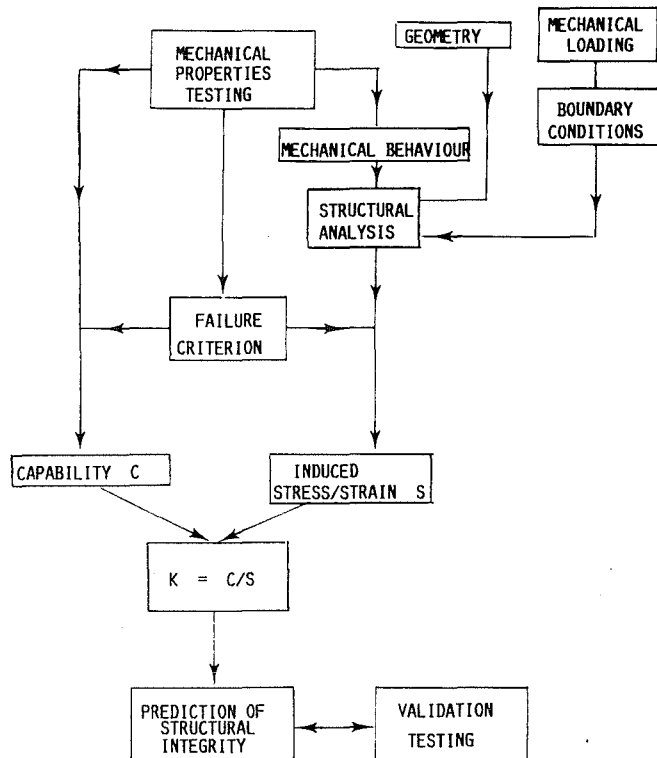 MECHANICAL
PROPERTIES
TESTING
GEOMETRY
MECHANICAL
LOADING
BOUNDARY
CONDITIONS
MECHANICAL BEHAVIOUR
STRUCTURAL
ANALYSIS
FAILURE
CRITERION
CAPABILITY C
INDUCED
STRESS/STRAIN S
K = C/S
PREDICTION OF
STRUCTURAL
INTEGRITY
VALIDATION
TESTING